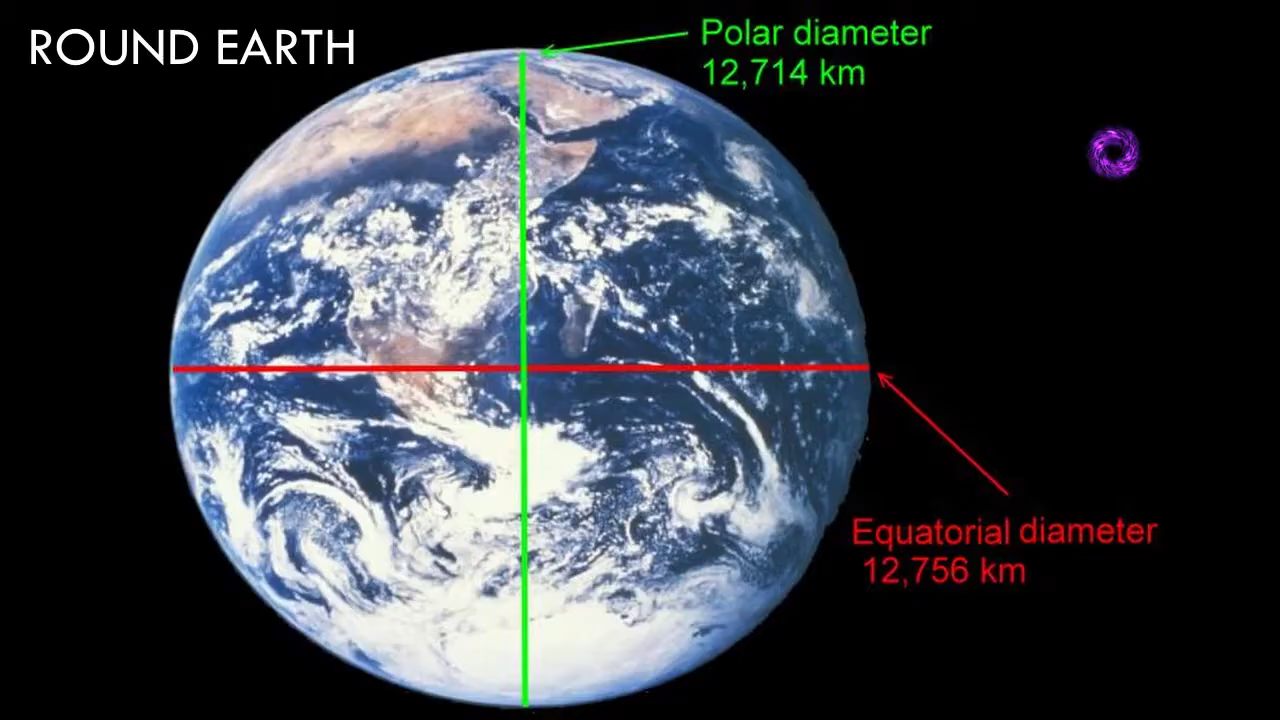 ROUND EARTH
Polar diameter
12,714 km
Equatorial diameter
12,756 km